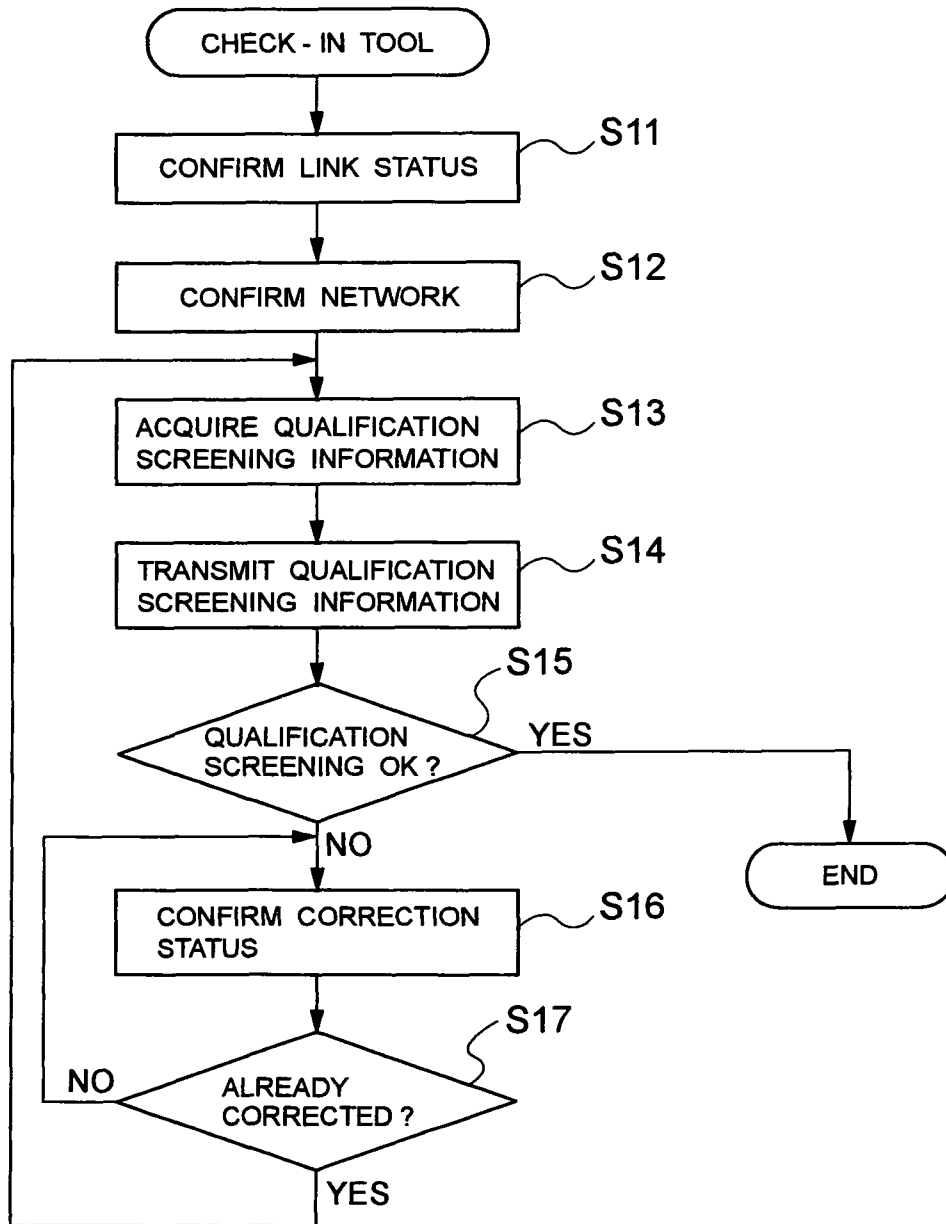 CHECK-IN TOOL
S11
CONFIRM LINK STATUS
S12
CONFIRM NETWORK
S13
ACQUIRE QUALIFICATION
SCREENING INFORMATION
S14
TRANSMIT QUALIFICATION
SCREENING INFORMATION
S15
QUALIFICATION
SCREENING OK?
YES
NO
END
S16
CONFIRM CORRECTION
STATUS
S17
NO
ALREADY
CORRECTED?
YES